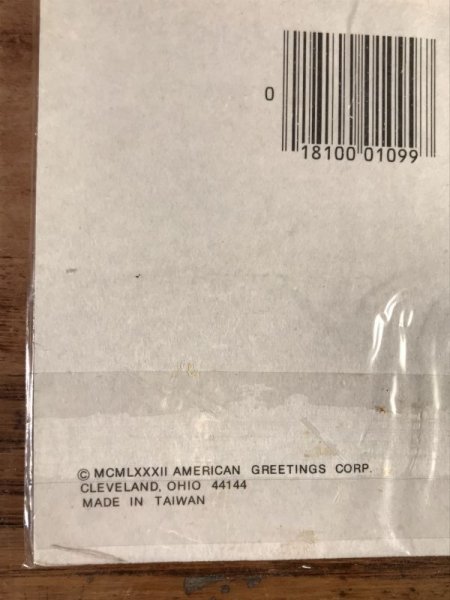 0
18100 01099
© MCMLXXXII AMERICAN GREETINGS CORP.
CLEVELAND, OHIO 44144
MADE IN TAIWAN